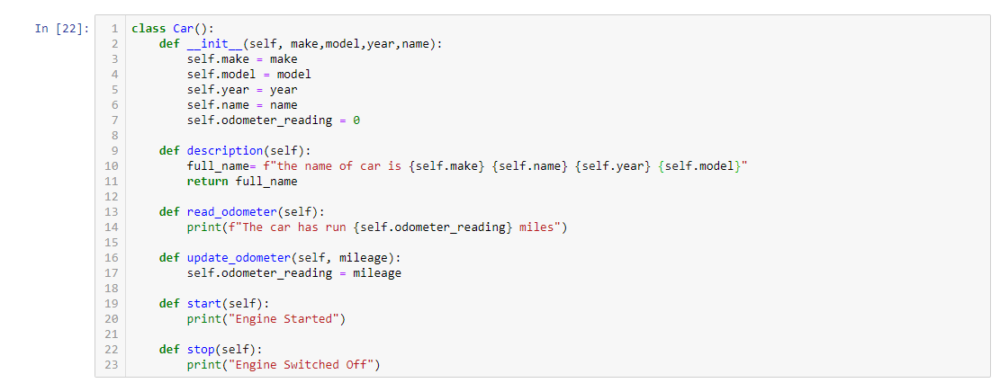 In [22]:
1 class Car():
2     def __init__(self, make,model,year,name):
3         self.make = make
4         self.model = model
5         self.year = year
6         self.name = name
7         self.odometer_reading = 0
8
9     def description(self):
10         full_name= f"the name of car is {self.make} {self.name} {self.year} {self.model}"
11         return full_name
12
13     def read_odometer(self):
14         print(f"The car has run {self.odometer_reading} miles")
15
16     def update_odometer(self, mileage):
17         self.odometer_reading = mileage
18
19     def start(self):
20         print("Engine Started")
21
22     def stop(self):
23         print("Engine Switched Off")